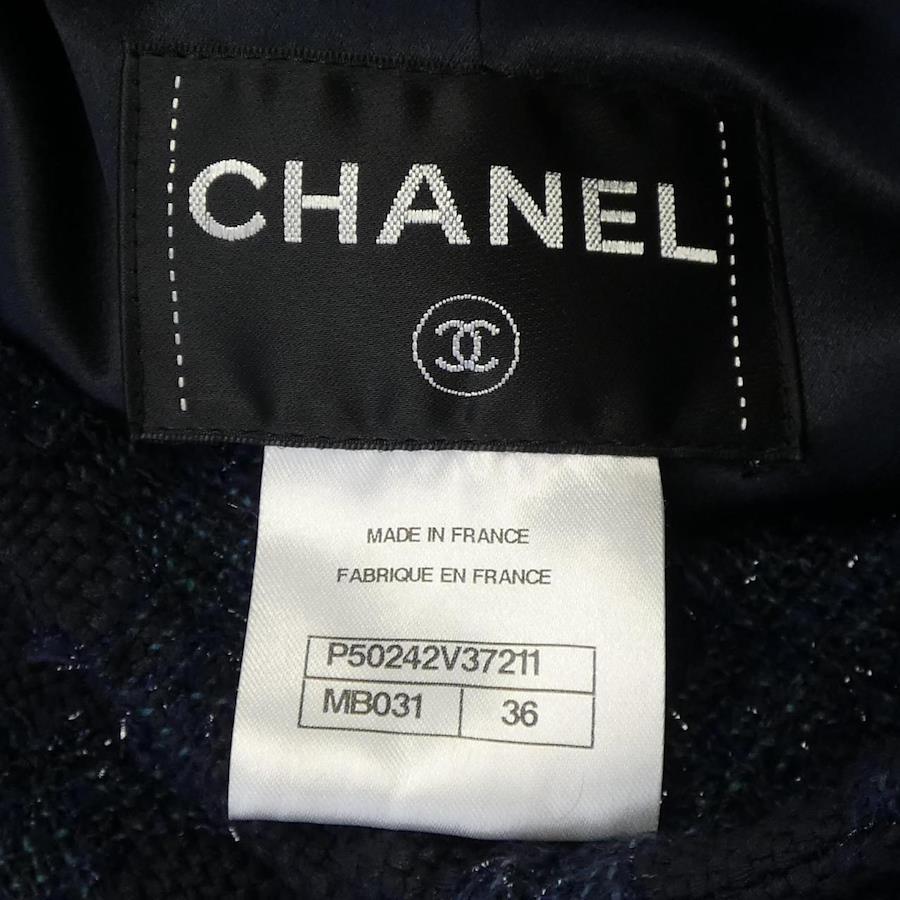 CHANEL
MADE IN FRANCE
FABRIQUE EN FRANCE
P50242V37211
MB031 36